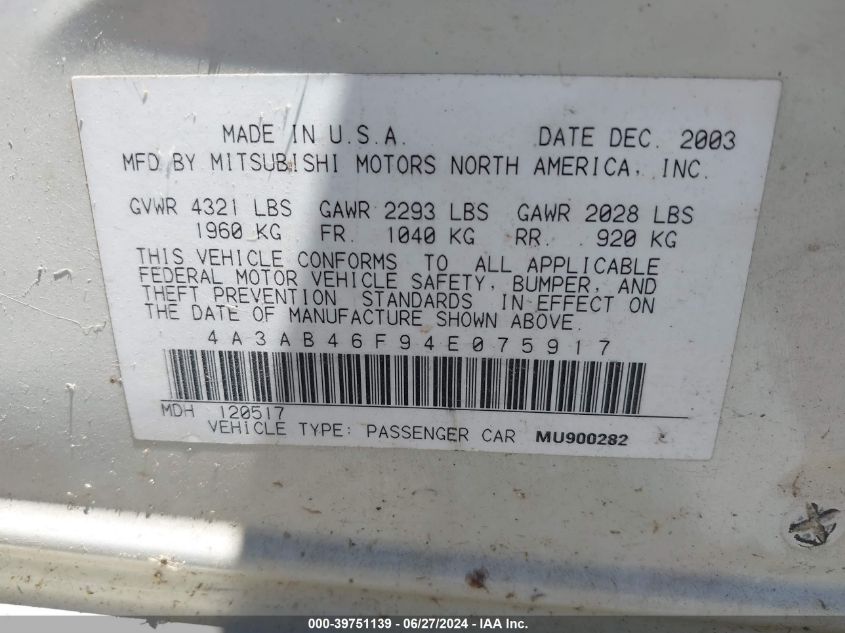 MADE IN U.S.A. DATE DEC. 2003
MFD BY MITSUBISHI MOTORS NORTH AMERICA, INC.
GVWR 4321 LBS GAWR 2293 LBS GAWR 2028 LBS
1960 KG FR. 1040 KG RR. 920 KG
THIS VEHICLE CONFORMS TO ALL APPLICABLE
FEDERAL MOTOR VEHICLE SAFETY, BUMPER, AND
THEFT PREVENTION STANDARDS IN EFFECT ON
THE DATE OF MANUFACTURE SHOWN ABOVE.
4A3AB46F94E075917
MDH 120517
VEHICLE TYPE: PASSENGER CAR MU900282
000-39751139 - 06/27/2024 - IAA Inc.